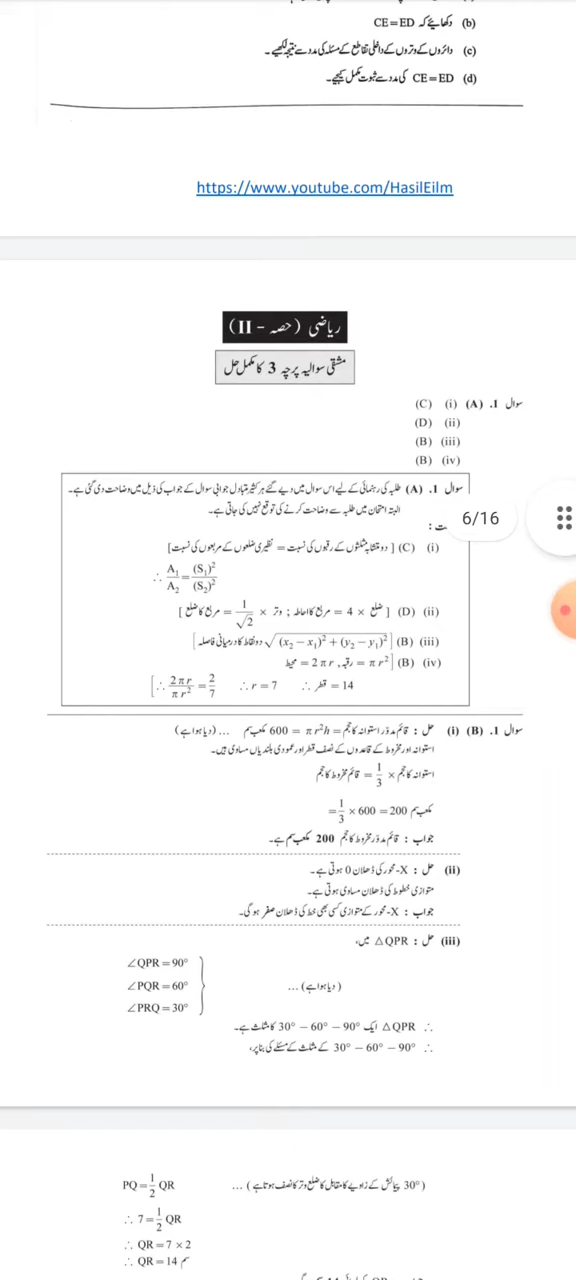 (b) دکھایئے کہ CE=ED
(c) دائروں کے وتروں کے داخلی تقاطع کے مسئلہ کی مدد سے نتیجہ لکھیے۔
(d) CE=ED کی مدد سے ثبوت مکمل کیجیے۔
https://www.youtube.com/HasilEilm
ریاضی (حصہ - II)
مشقی سوالیہ پرچہ 3 کا مکمل حل
سوال 1. (A) (i) (C)
(ii) (D)
(iii) (B)
(iv) (B)
سوال 1. (A) طلبہ کی رہنمائی کے لیے اس سوال میں دیے گئے ہر کثیر متبادل جوابی سوال کے جواب کی ذیل میں وضاحت دی گئی ہے۔
البتہ امتحان میں طلبہ سے وضاحت کرنے کی توقع نہیں کی جاتی ہے۔
6/16
(i) (C) [دو متشابہ مثلثوں کے رقبوں کی نسبت = نظیری ضلعوں کے مربعوں کی نسبت]
∴ A₁/A₂ = (S₁)²/(S₂)²
(ii) (D) [ضلع × 4 = مربع کا احاطہ ; وتر × 1/√2 = مربع کا ضلع]
(iii) (B) [√(x₂ − x₁)² + (y₂ − y₁)² دو نقاط کا درمیانی فاصلہ]
(iv) (B) [πr² = رقبہ, 2πr = محیط
[∴ 2πr/πr² = 2/7 ∴ r = 7 ∴ قطر = 14
سوال 1. (B) (i) حل : قائم مدوّر استوانہ کا حجم = πr²h = 600 مکعب سم ... (دیا ہوا ہے)
استوانہ اور مخروط کے قاعدوں کے نصف قطر اور عمودی بلندیاں مساوی ہیں۔
استوانہ کا حجم × 1/3 = قائم مخروط کا حجم
= 1/3 × 600 = 200 مکعب سم
جواب : قائم مدوّر مخروط کا حجم 200 مکعب سم ہے۔
(ii) حل : X-محور کی ڈھلان 0 ہوتی ہے۔
متوازی خطوط کی ڈھلان مساوی ہوتی ہے۔
جواب : X-محور کے متوازی کسی بھی خط کی ڈھلان صفر ہوگی۔
(iii) حل : △QPR میں،
∠QPR = 90°
∠PQR = 60°
∠PRQ = 30°
... (دیا ہوا ہے)
∴ △QPR ایک 30° − 60° − 90° کا مثلث ہے۔
∴ 30° − 60° − 90° کے مثلث کے مسئلے کی بنا پر،
PQ = 1/2 QR ... (30° پیمائش کے زاویے کا مقابل کا ضلع وتر کا نصف ہوتا ہے)
∴ 7 = 1/2 QR
∴ QR = 7 × 2
∴ QR = 14 سم